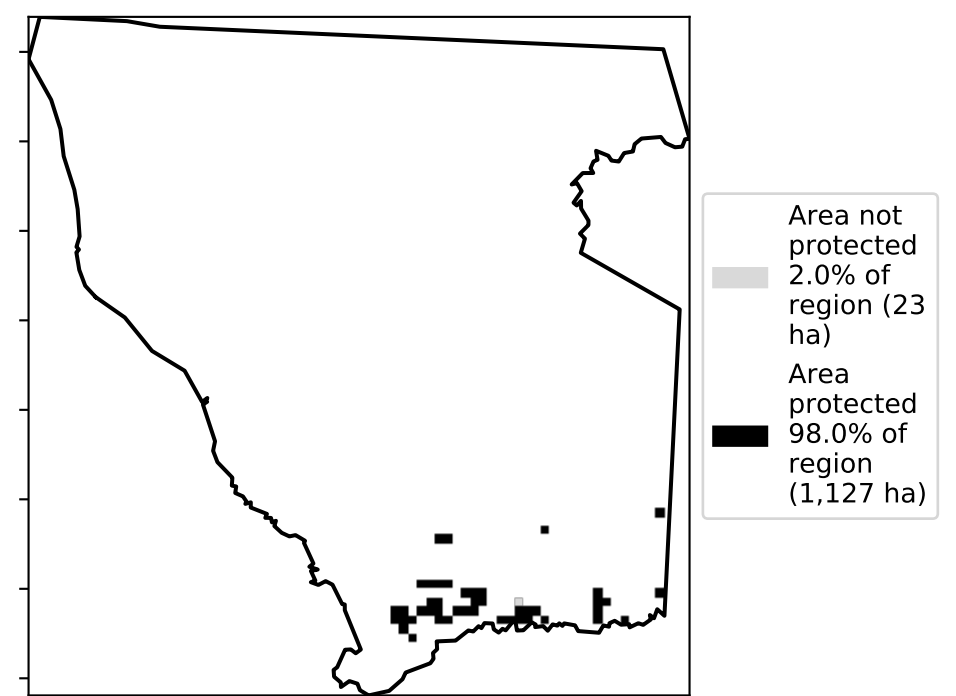 Area not
protected
2.0% of
region (23
ha)
Area
protected
98.0% of
region
(1,127 ha)